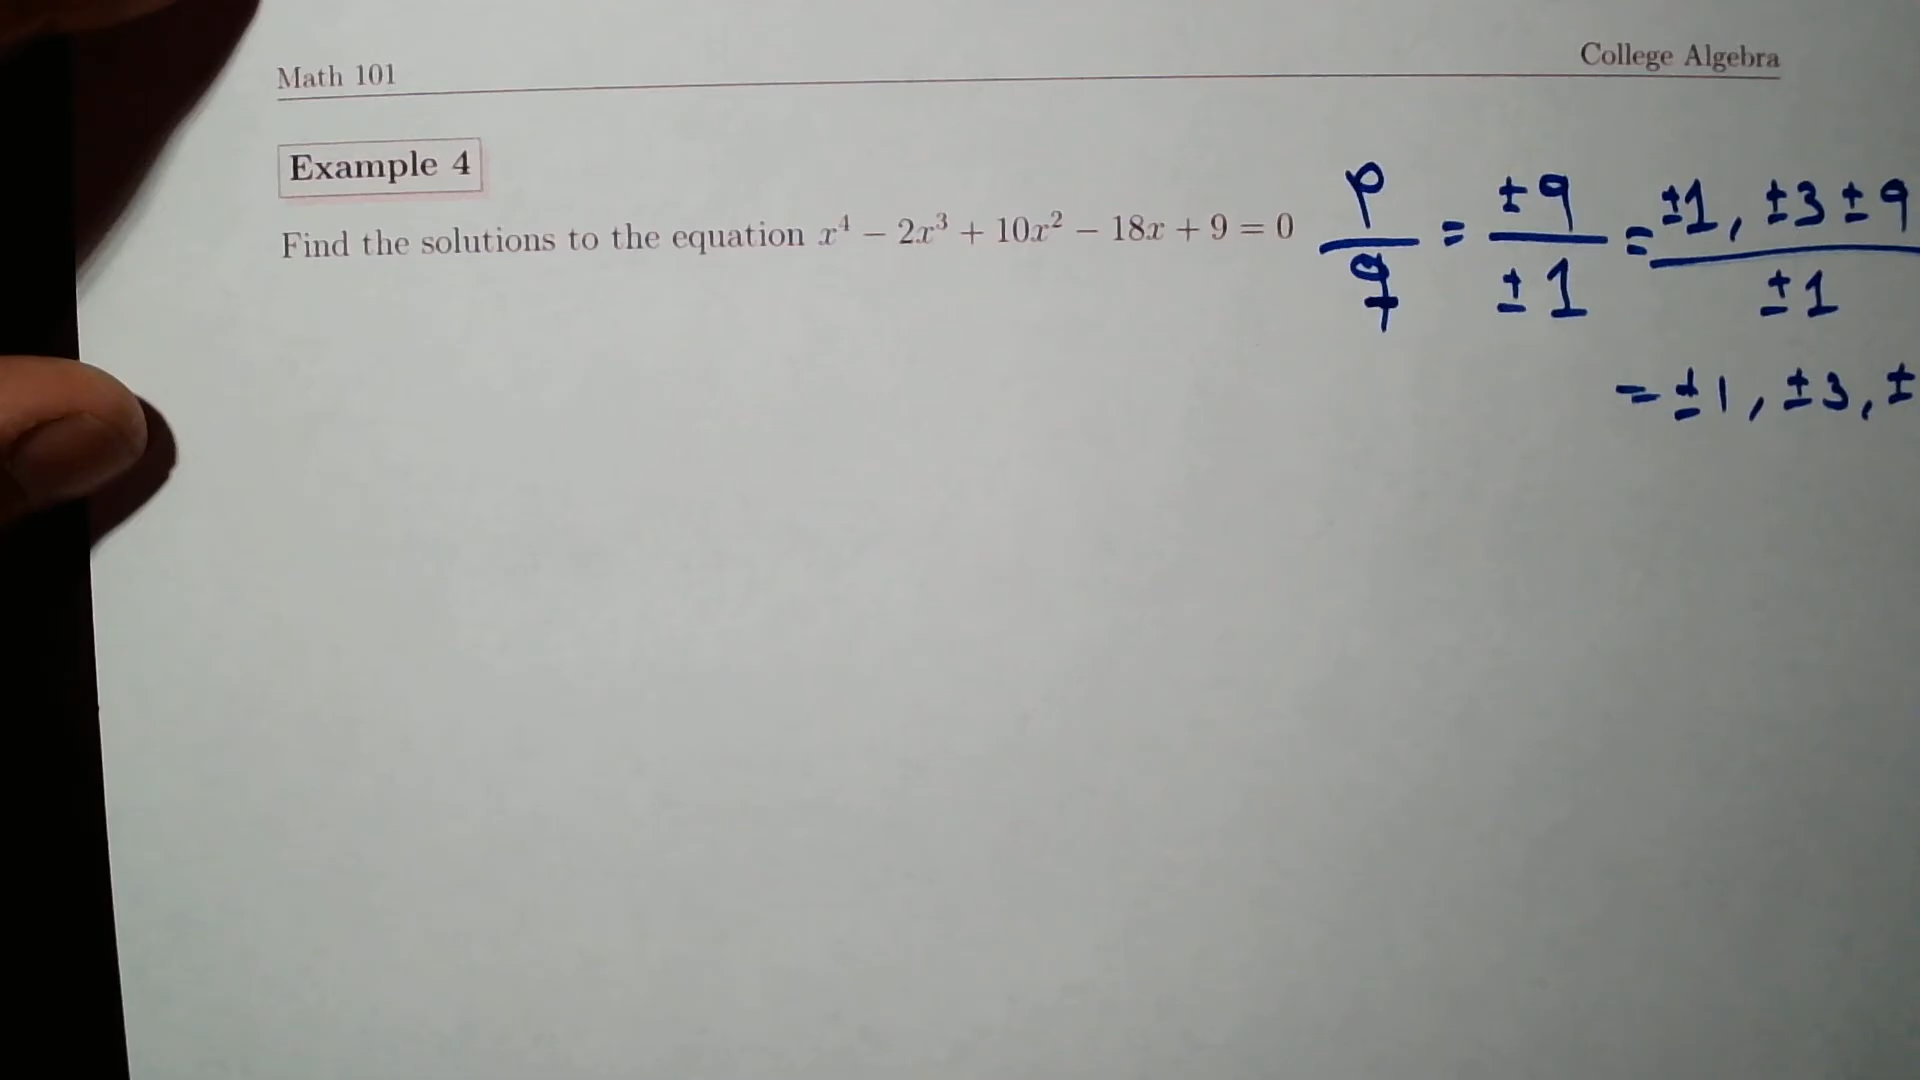 Math 101
College Algebra
Example 4
Find the solutions to the equation x⁴ − 2x³ + 10x² − 18x + 9 = 0
p/q = ±9/±1 = ±1, ±3 ±9/±1
= ±1, ±3, ±